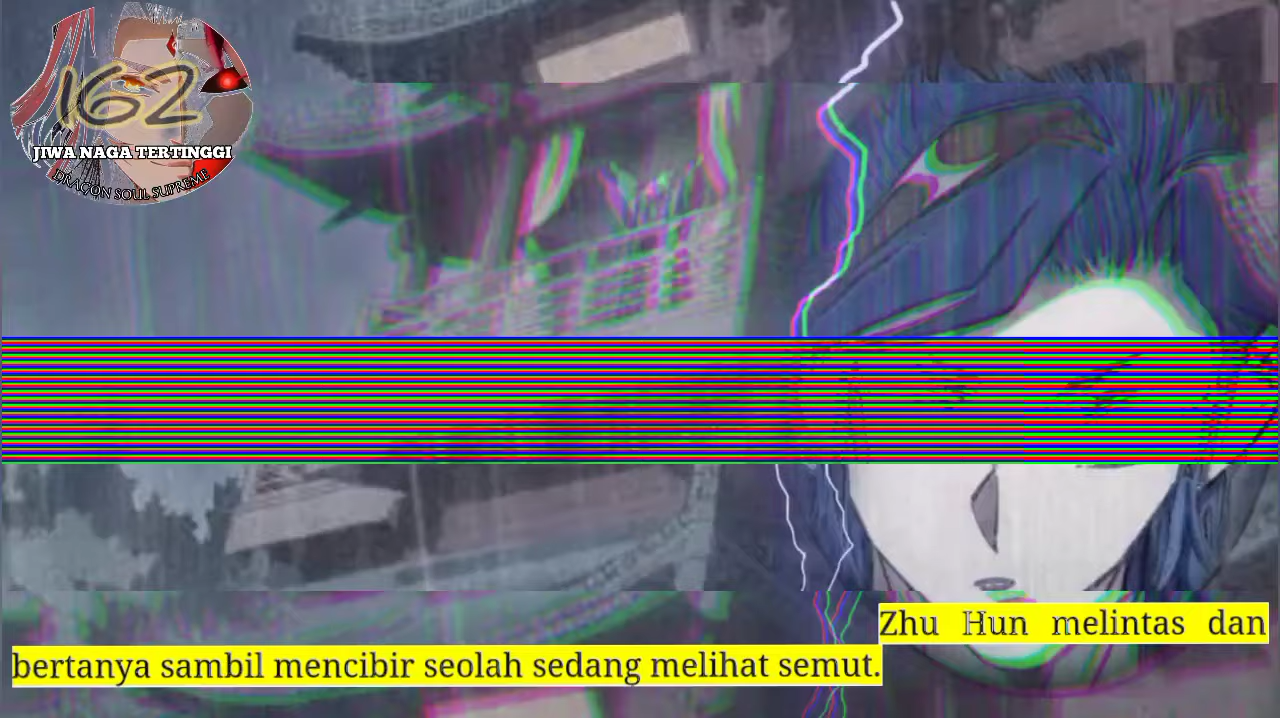 162
JIWA NAGA TERTINGGI
DRAGON SOUL SUPREME
Zhu Hun melintas dan
bertanya sambil mencibir seolah sedang melihat semut.